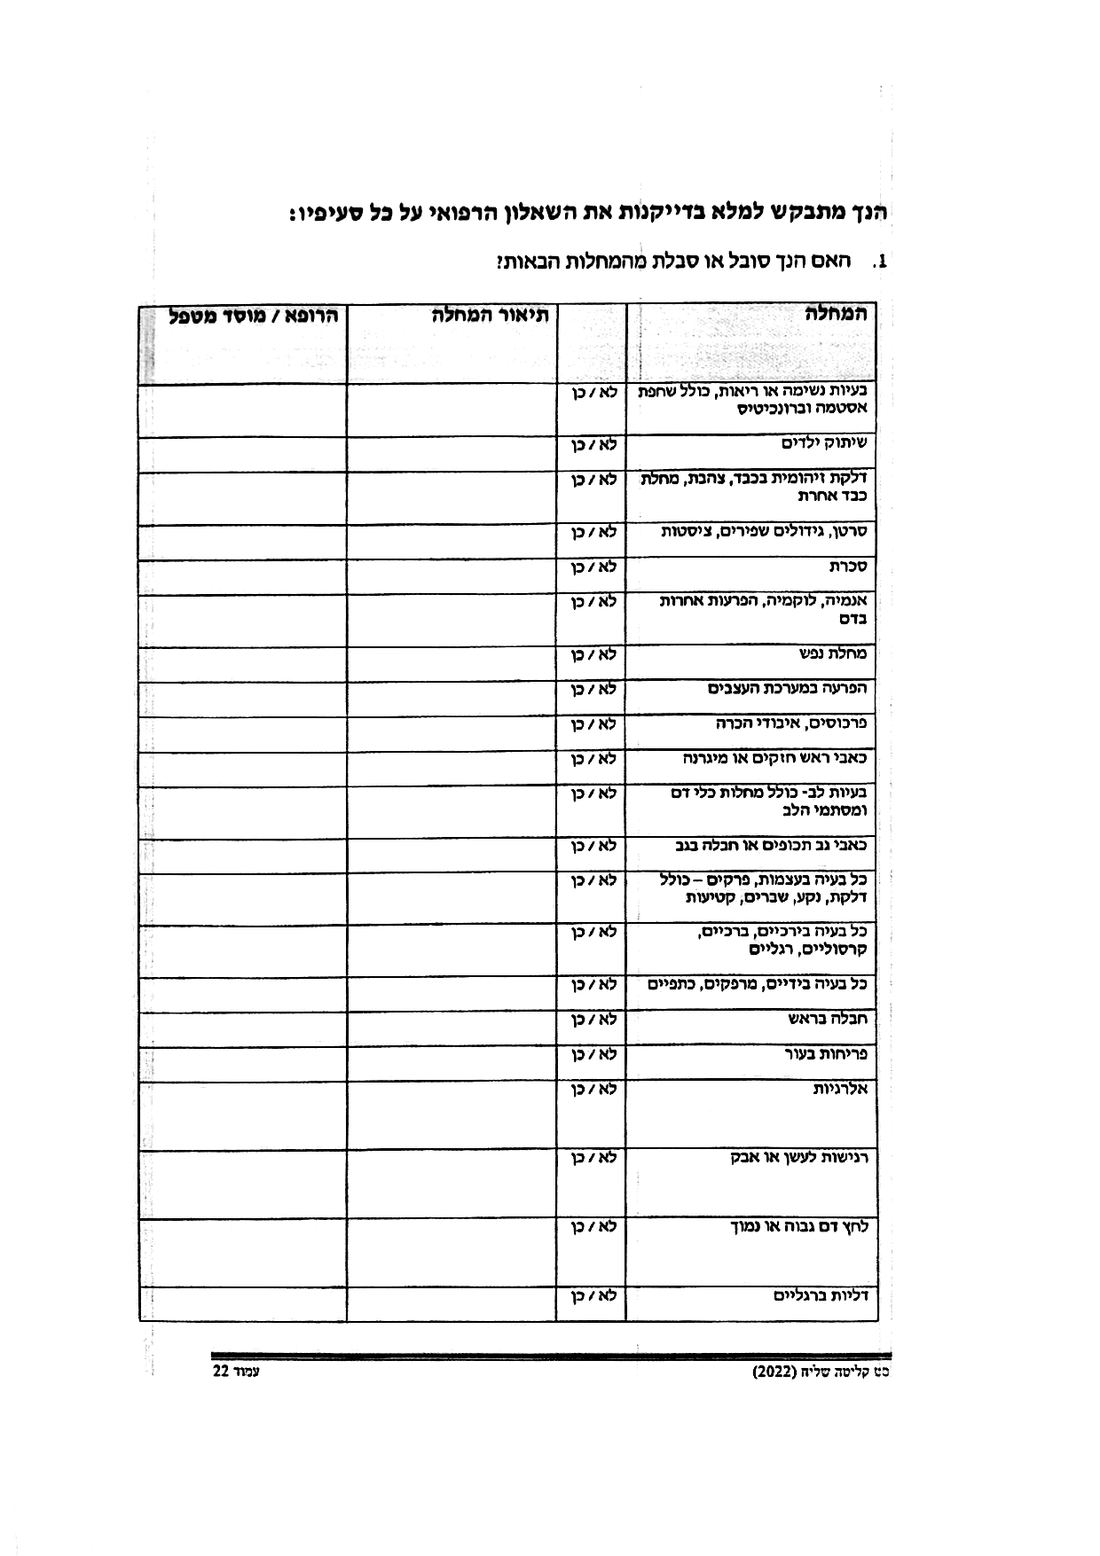 הנך מתבקש למלא בדייקנות את השאלון הרפואי על כל סעיפיו:
1. האם הנך סובל או סבלת מהמחלות הבאות?
המחלה תיאור המחלה הרופא / מוסד מטפל
בעיות נשימה או ריאות, כולל שחפת לא / כן
אסטמה וברונכיטיס
שיתוק ילדים לא / כן
דלקת זיהומית בכבד, צהבת, מחלת לא / כן
כבד אחרת
סרטן, גידולים שפירים, ציסטות לא / כן
סכרת לא / כן
אנמיה, לוקמיה, הפרעות אחרות לא / כן
בדם
מחלת נפש לא / כן
הפרעה במערכת העצבים לא / כן
פרכוסים, איבודי הכרה לא / כן
כאבי ראש חזקים או מיגרנה לא / כן
בעיות לב- כולל מחלות כלי דם לא / כן
ומסתמי הלב
כאבי גב תכופים או חבלה בגב לא / כן
כל בעיה בעצמות, פרקים – כולל לא / כן
דלקת, נקע, שברים, קטיעות
כל בעיה בירכיים, ברכיים, לא / כן
קרסוליים, רגליים
כל בעיה בידיים, מרפקים, כתפיים לא / כן
חבלה בראש לא / כן
פריחות בעור לא / כן
אלרגיות לא / כן
רגישות לעשן או אבק לא / כן
לחץ דם גבוה או נמוך לא / כן
דליות ברגליים לא / כן
קליטה שליח (2022) עמוד 22